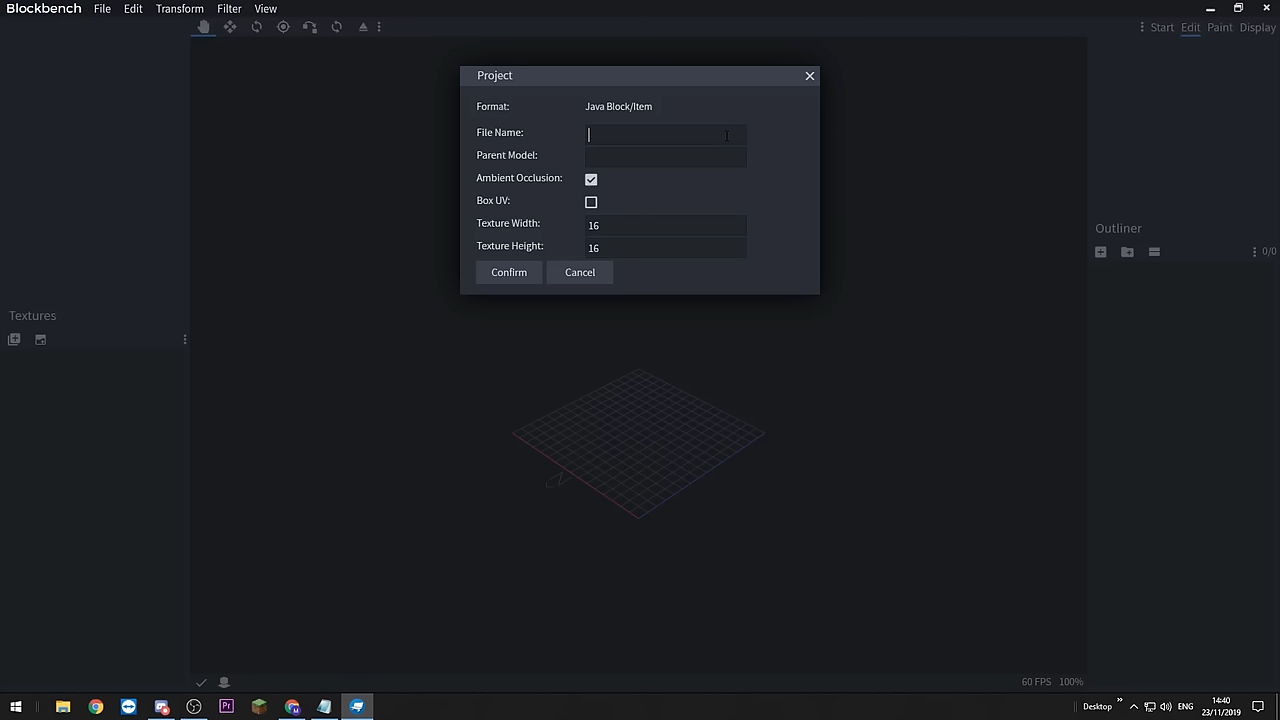 Blockbench File Edit Transform Filter View
Start Edit Paint Display
Project
Format: Java Block/Item
File Name:
Parent Model:
Ambient Occlusion:
Box UV:
Texture Width: 16
Texture Height: 16
Confirm Cancel
Outliner
0/0
Textures
60 FPS 100%
Pr
Desktop » ENG 14:40
23/11/2019